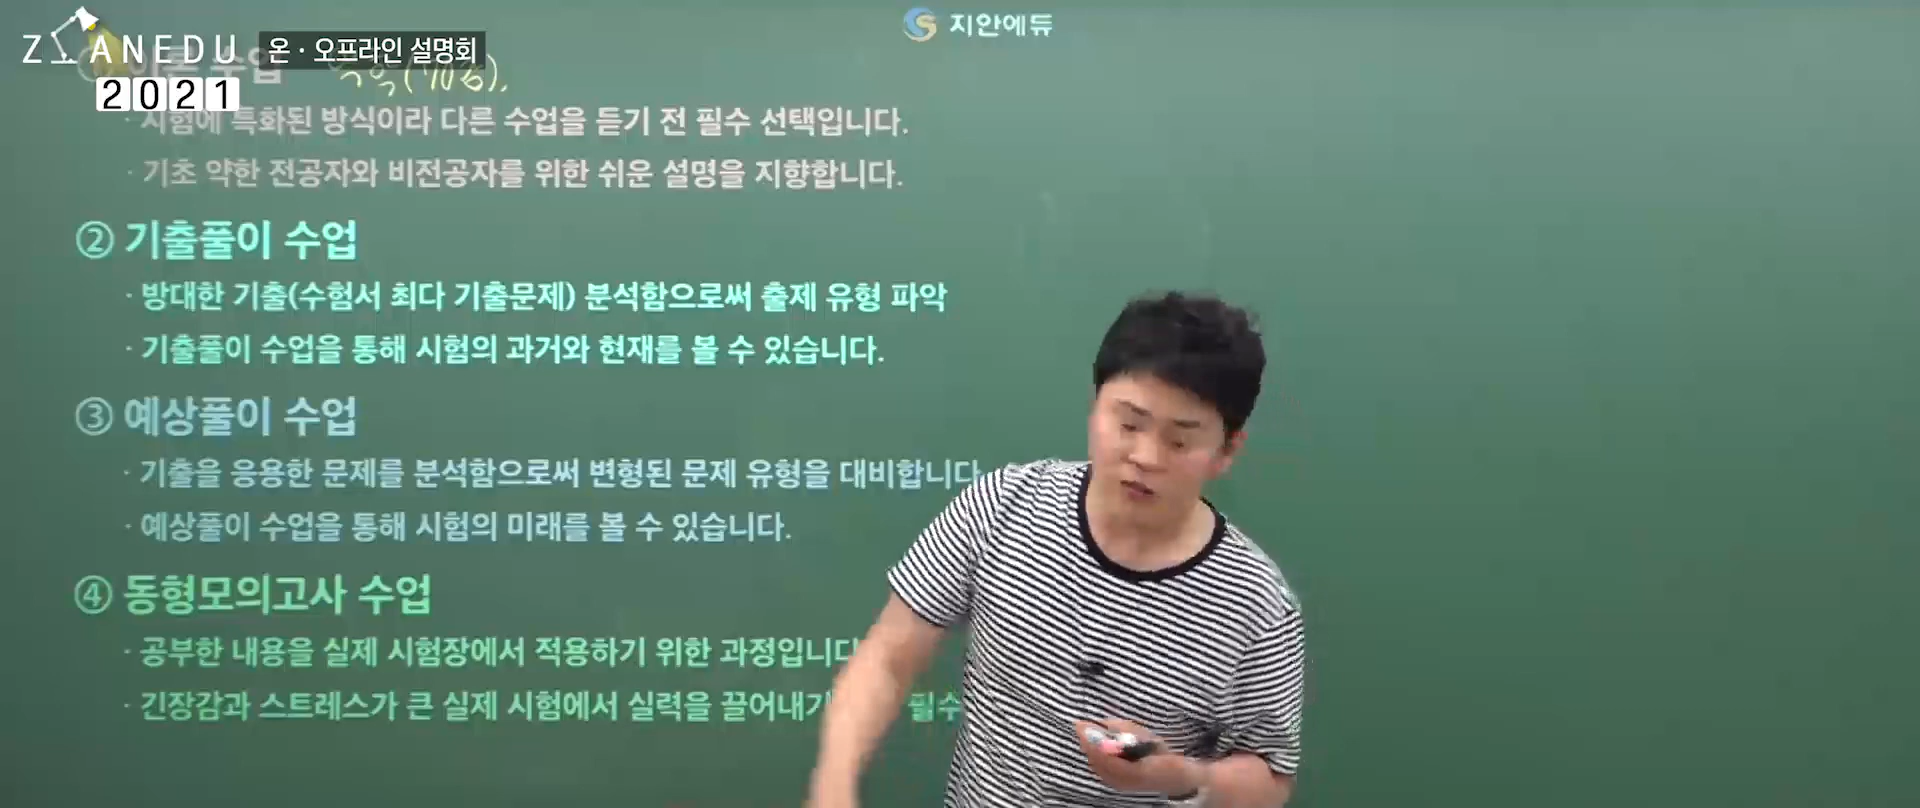 지안에듀
ZIANEDU
2021
온·오프라인 설명회
① 이론 수업
· 시험에 특화된 방식이라 다른 수업을 듣기 전 필수 선택입니다.
· 기초 약한 전공자와 비전공자를 위한 쉬운 설명을 지향합니다.
② 기출풀이 수업
· 방대한 기출(수험서 최다 기출문제) 분석함으로써 출제 유형 파악
· 기출풀이 수업을 통해 시험의 과거와 현재를 볼 수 있습니다.
③ 예상풀이 수업
· 기출을 응용한 문제를 분석함으로써 변형된 문제 유형을 대비합니다
· 예상풀이 수업을 통해 시험의 미래를 볼 수 있습니다.
④ 동형모의고사 수업
· 공부한 내용을 실제 시험장에서 적용하기 위한 과정입니다
· 긴장감과 스트레스가 큰 실제 시험에서 실력을 끌어내기 필수